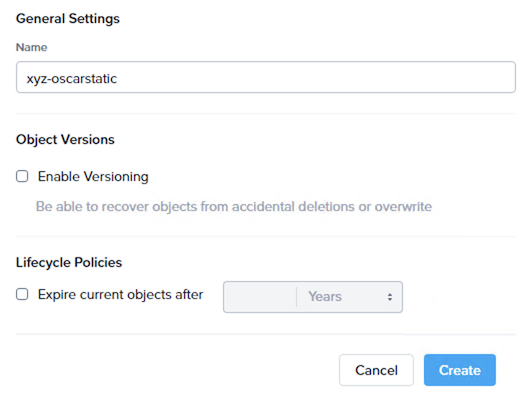 General Settings
Name
xyz-oscarstatic
Object Versions
Enable Versioning
Be able to recover objects from accidental deletions or overwrite
Lifecycle Policies
Expire current objects after Years
Cancel Create